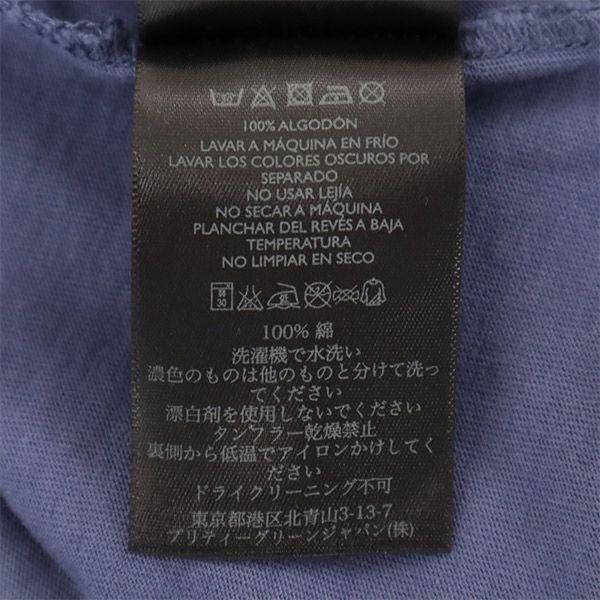 100% ALGODÓN
LAVAR A MÁQUINA EN FRÍO
LAVAR LOS COLORES OSCUROS POR
SEPARADO
NO USAR LEJÍA
NO SECAR A MÁQUINA
PLANCHAR DEL REVÉS A BAJA
TEMPERATURA
NO LIMPIAR EN SECO
100% 綿
洗濯機で水洗い
濃色のものは他のものと分けて洗っ
てください
漂白剤を使用しないでください
タンブラー乾燥禁止
裏側から低温でアイロンかけしてく
ださい
ドライクリーニング不可
東京都港区北青山3-13-7
プリティーグリーンジャパン(株)